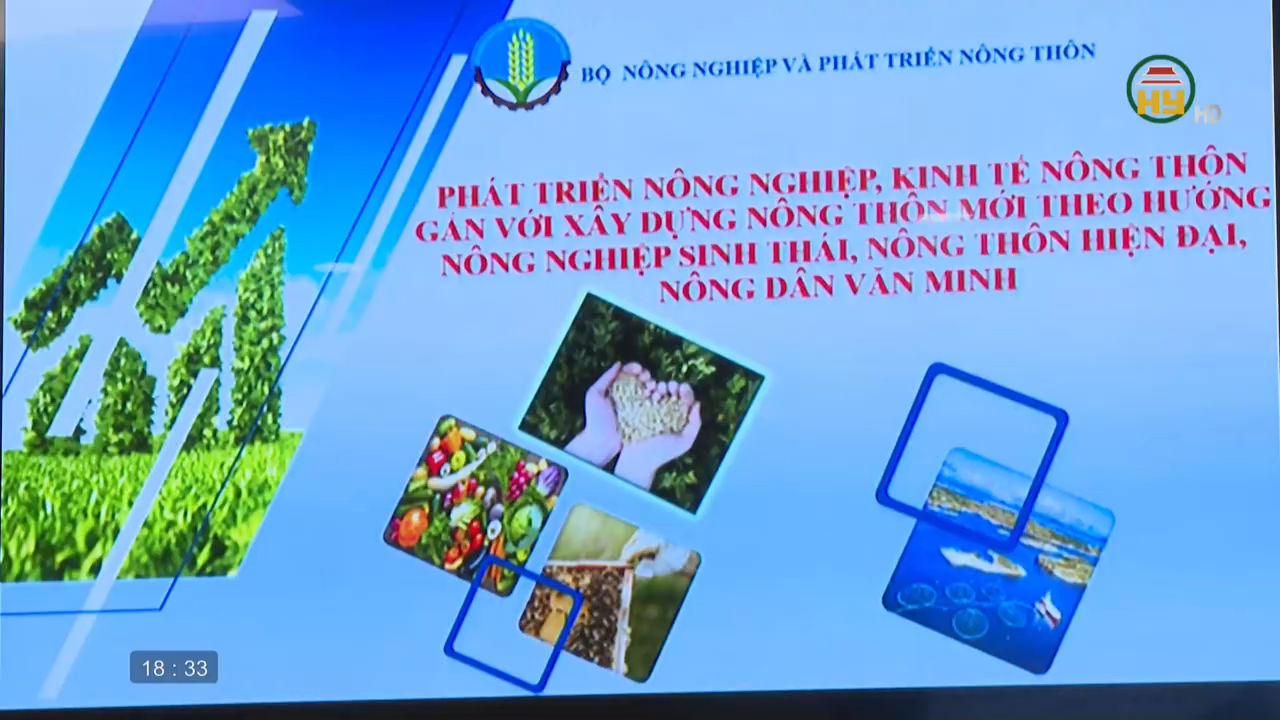 BỘ NÔNG NGHIỆP VÀ PHÁT TRIỂN NÔNG THÔN
HY
HD
PHÁT TRIỂN NÔNG NGHIỆP, KINH TẾ NÔNG THÔN
GẮN VỚI XÂY DỰNG NÔNG THÔN MỚI THEO HƯỚNG
NÔNG NGHIỆP SINH THÁI, NÔNG THÔN HIỆN ĐẠI,
NÔNG DÂN VĂN MINH
18 : 33